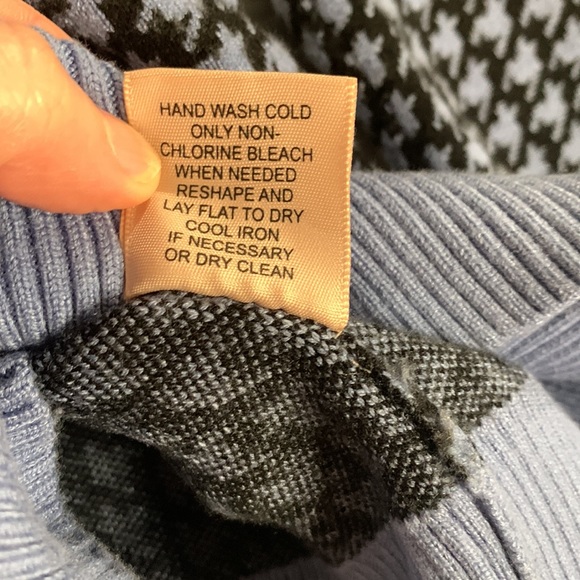 HAND WASH COLD
ONLY NON-
CHLORINE BLEACH
WHEN NEEDED
RESHAPE AND
LAY FLAT TO DRY
COOL IRON
IF NECESSARY
OR DRY CLEAN